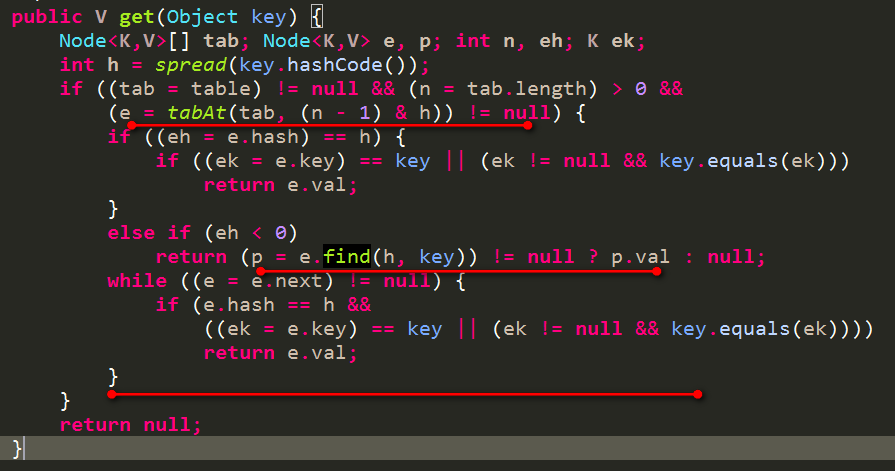 public V get(Object key) {
    Node<K,V>[] tab; Node<K,V> e, p; int n, eh; K ek;
    int h = spread(key.hashCode());
    if ((tab = table) != null && (n = tab.length) > 0 &&
        (e = tabAt(tab, (n - 1) & h)) != null) {
        if ((eh = e.hash) == h) {
            if ((ek = e.key) == key || (ek != null && key.equals(ek)))
                return e.val;
        }
        else if (eh < 0)
            return (p = e.find(h, key)) != null ? p.val : null;
        while ((e = e.next) != null) {
            if (e.hash == h &&
                ((ek = e.key) == key || (ek != null && key.equals(ek))))
                return e.val;
        }
    }
    return null;
}